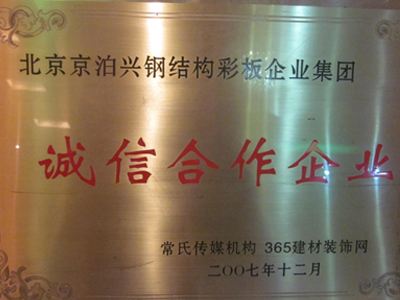 北京京泊兴钢结构彩板企业集团
诚信合作企业
常氏传媒机构 365建材装饰网
二〇〇七年十二月